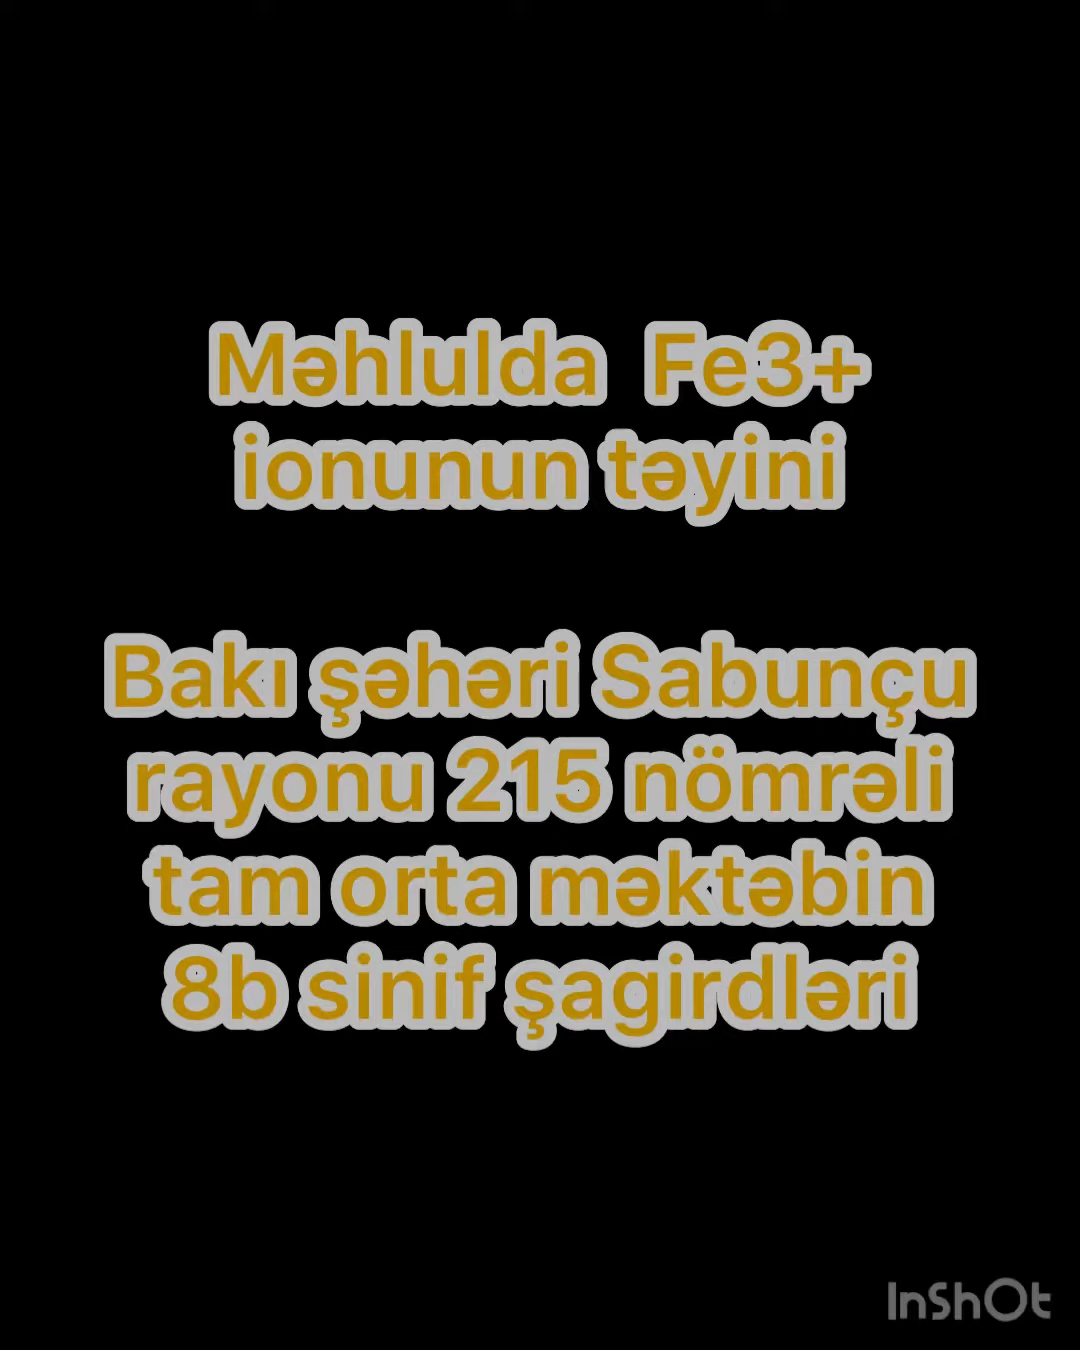 Məhlulda  Fe3+
ionunun təyini
Bakı şəhəri Sabunçu
rayonu 215 nömrəli
tam orta məktəbin
8b sinif şagirdləri
InShOt